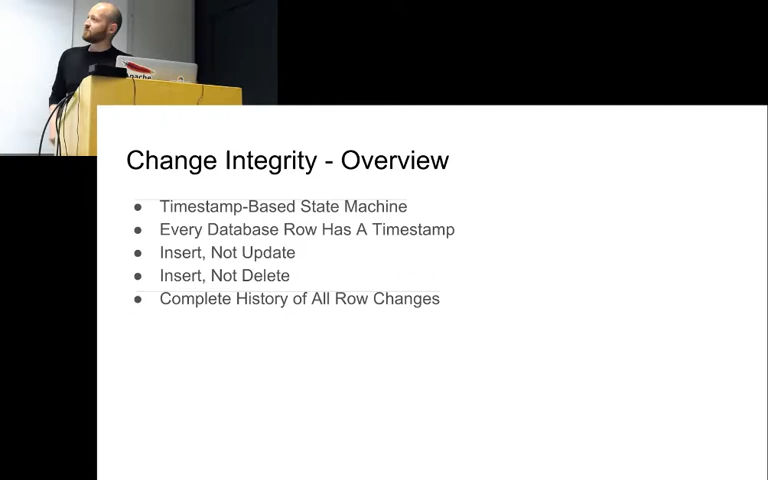 Apache
Change Integrity - Overview
● Timestamp-Based State Machine
● Every Database Row Has A Timestamp
● Insert, Not Update
● Insert, Not Delete
● Complete History of All Row Changes